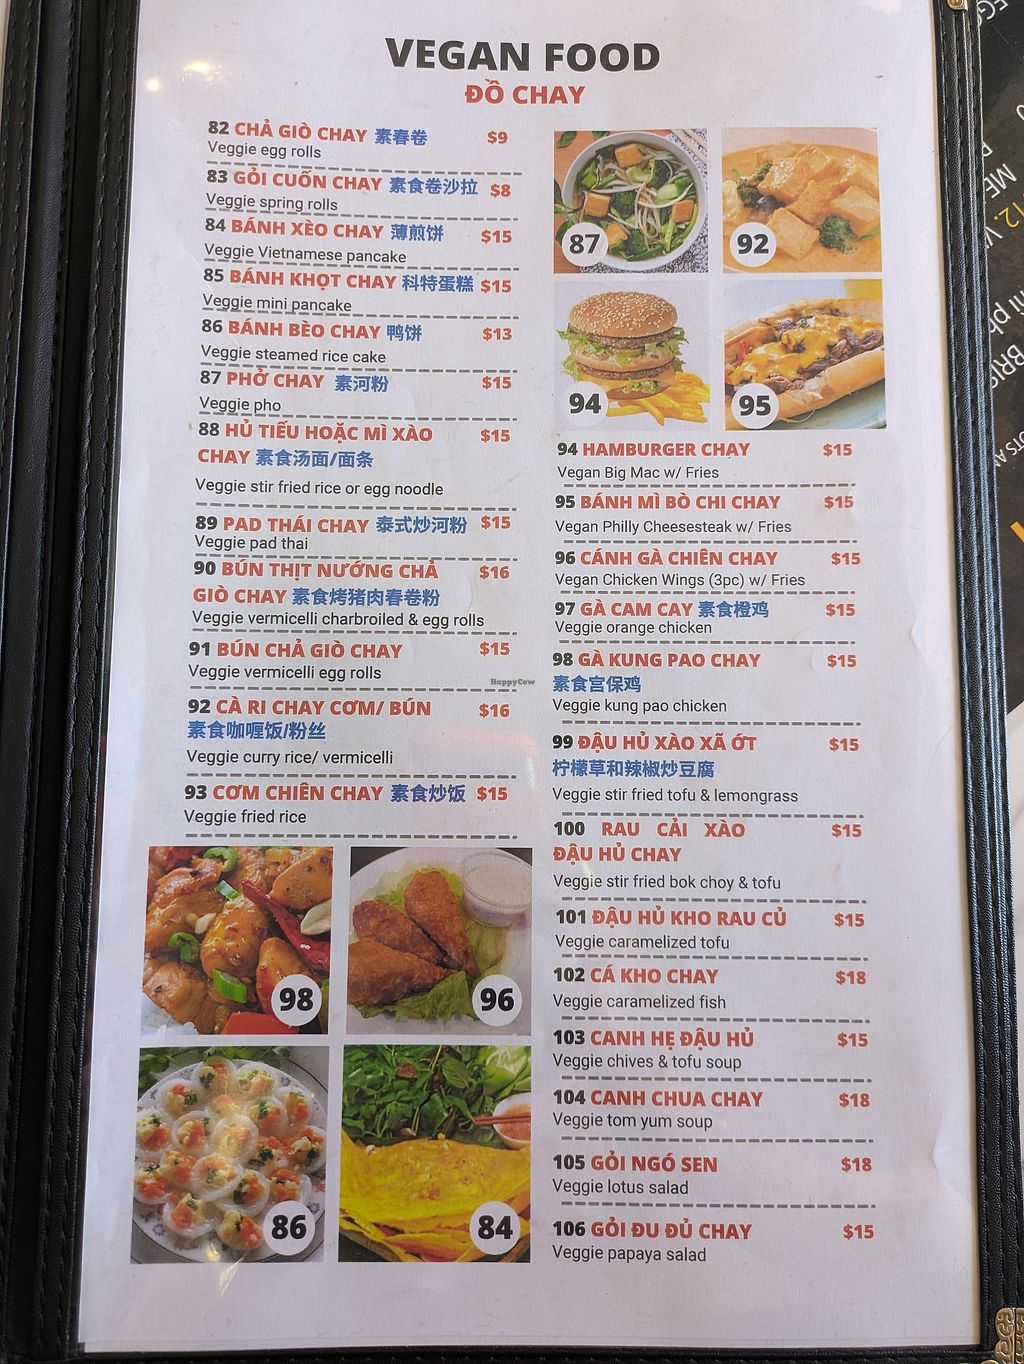 VEGAN FOOD
ĐỒ CHAY
82 CHẢ GIÒ CHAY 素春卷 $9
Veggie egg rolls
83 GỎI CUỐN CHAY 素食卷沙拉 $8
Veggie spring rolls
84 BÁNH XÈO CHAY 薄煎饼 $15
Veggie Vietnamese pancake
85 BÁNH KHỌT CHAY 科特蛋糕 $15
Veggie mini pancake
86 BÁNH BÈO CHAY 鸭饼 $13
Veggie steamed rice cake
87 PHỞ CHAY 素河粉 $15
Veggie pho
88 HỦ TIẾU HOẶC MÌ XÀO $15
CHAY 素食汤面/面条
Veggie stir fried rice or egg noodle
89 PAD THÁI CHAY 泰式炒河粉 $15
Veggie pad thai
90 BÚN THỊT NƯỚNG CHẢ $16
GIÒ CHAY 素食烤猪肉春卷粉
Veggie vermicelli charbroiled & egg rolls
91 BÚN CHẢ GIÒ CHAY $15
Veggie vermicelli egg rolls
92 CÀ RI CHAY CƠM/ BÚN $16
素食咖喱饭/粉丝
Veggie curry rice/ vermicelli
93 CƠM CHIÊN CHAY 素食炒饭 $15
Veggie fried rice
98
96
86
84
87
92
94
95
94 HAMBURGER CHAY $15
Vegan Big Mac w/ Fries
95 BÁNH MÌ BÒ CHI CHAY $15
Vegan Philly Cheesesteak w/ Fries
96 CÁNH GÀ CHIÊN CHAY $15
Vegan Chicken Wings (3pc) w/ Fries
97 GÀ CAM CAY 素食橙鸡 $15
Veggie orange chicken
98 GÀ KUNG PAO CHAY $15
素食宫保鸡
Veggie kung pao chicken
99 ĐẬU HỦ XÀO XÃ ỚT $15
柠檬草和辣椒炒豆腐
Veggie stir fried tofu & lemongrass
100 RAU CẢI XÀO $15
ĐẬU HỦ CHAY
Veggie stir fried bok choy & tofu
101 ĐẬU HỦ KHO RAU CỦ $15
Veggie caramelized tofu
102 CÁ KHO CHAY $18
Veggie caramelized fish
103 CANH HẸ ĐẬU HỦ $15
Veggie chives & tofu soup
104 CANH CHUA CHAY $18
Veggie tom yum soup
105 GỎI NGÓ SEN $18
Veggie lotus salad
106 GỎI ĐU ĐỦ CHAY $15
Veggie papaya salad
HappyCow